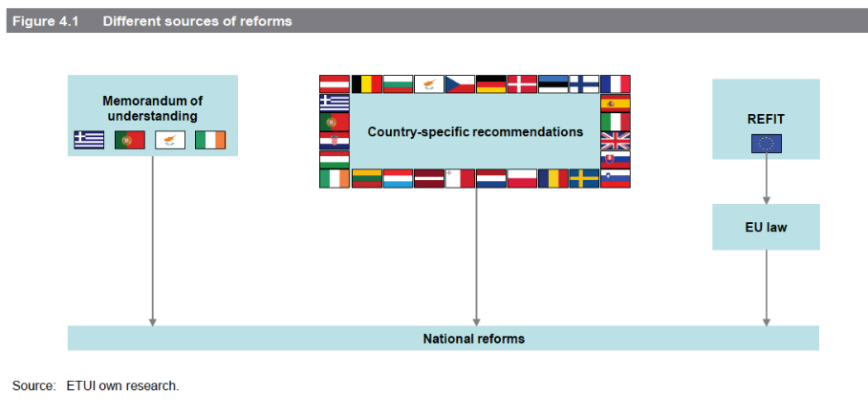 Figure 4.1 Different sources of reforms
Memorandum of
understanding
Country-specific recommendations
REFIT
EU law
National reforms
Source: ETUI own research.